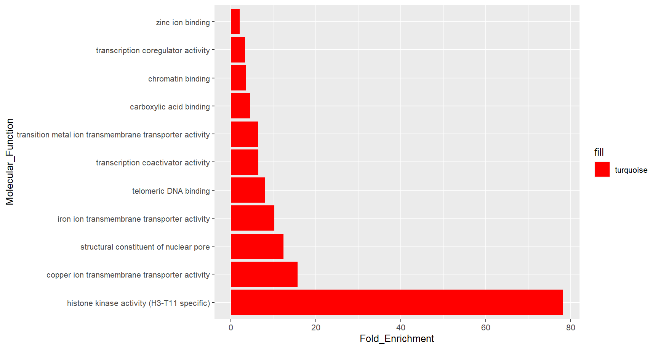 Molecular_Function
zinc ion binding
transcription coregulator activity
chromatin binding
carboxylic acid binding
transition metal ion transmembrane transporter activity
transcription coactivator activity
telomeric DNA binding
iron ion transmembrane transporter activity
structural constituent of nuclear pore
copper ion transmembrane transporter activity
histone kinase activity (H3-T11 specific)
0 20 40 60 80
Fold_Enrichment
fill
turquoise